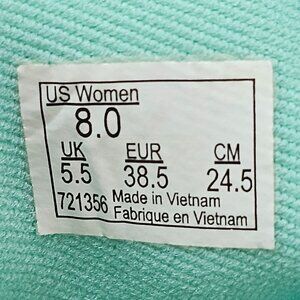 US Women
8.0
UK EUR CM
5.5 38.5 24.5
721356 Made in Vietnam
Fabrique en Vietnam